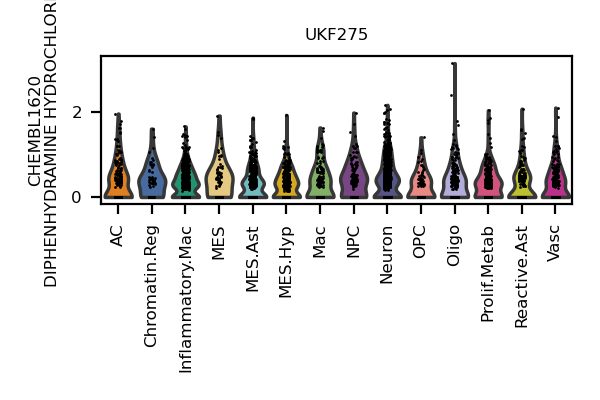 UKF275
CHEMBL1620
DIPHENHYDRAMINE HYDROCHLOR
2
0
AC
Chromatin.Reg
Inflammatory.Mac
MES
MES.Ast
MES.Hyp
Mac
NPC
Neuron
OPC
Oligo
Prolif.Metab
Reactive.Ast
Vasc